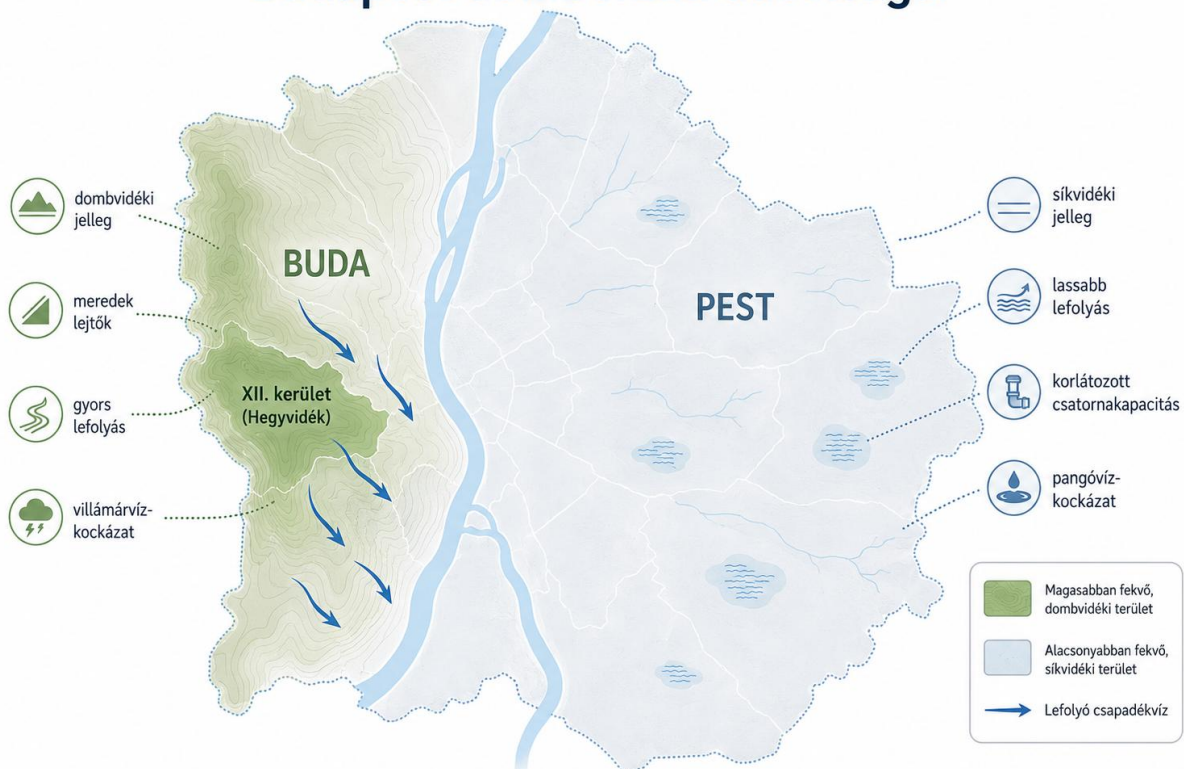 dombvidéki
jelleg
meredek
lejtők
gyors
lefolyás
villámárvíz-
kockázat
BUDA
XII. kerület
(Hegyvidék)
PEST
síkvidéki
jelleg
lassabb
lefolyás
korlátozott
csatornakapacitás
pangóvíz-
kockázat
Magasabban fekvő,
dombvidéki terület
Alacsonyabban fekvő,
síkvidéki terület
Lefolyó csapadékvíz